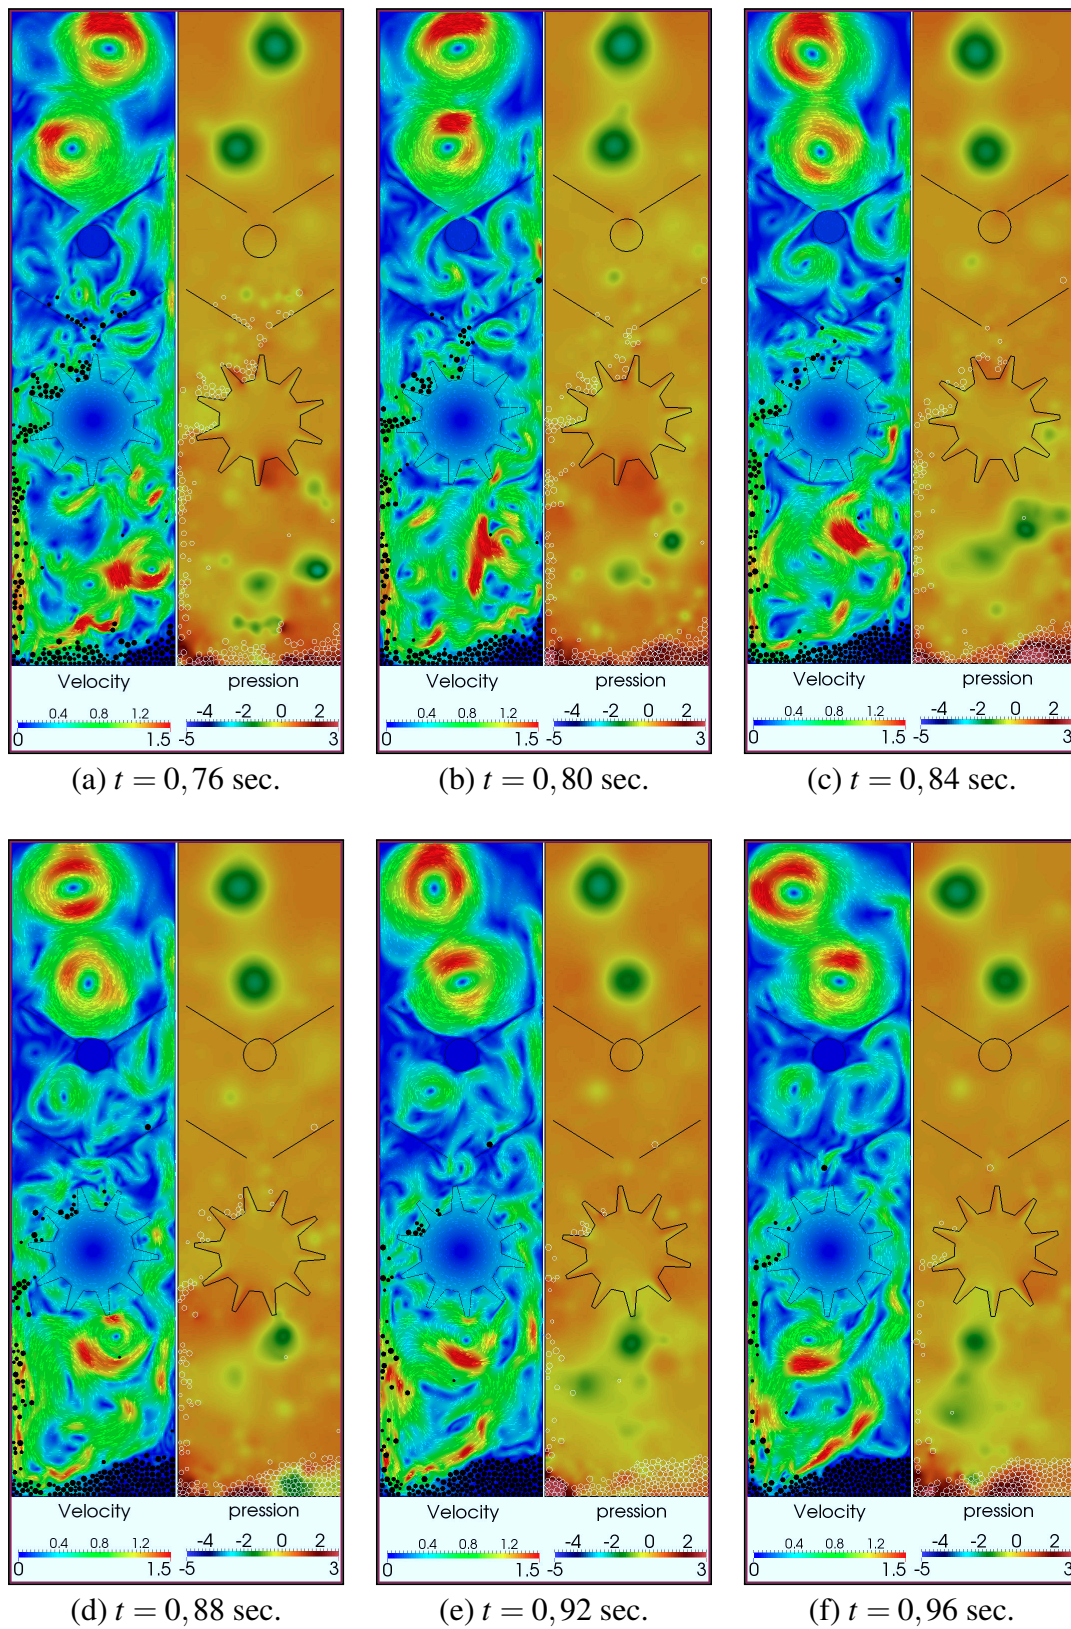 Velocity pression
0.4 0.8 1.2 -4 -2 0 2
0 1.5 -5 3
Velocity pression
0.4 0.8 1.2 -4 -2 0 2
0 1.5 -5 3
Velocity pression
0.4 0.8 1.2 -4 -2 0 2
0 1.5 -5 3
(a) t = 0, 76 sec.
(b) t = 0, 80 sec.
(c) t = 0, 84 sec.
Velocity pression
0.4 0.8 1.2 -4 -2 0 2
0 1.5 -5 3
Velocity pression
0.4 0.8 1.2 -4 -2 0 2
0 1.5 -5 3
Velocity pression
0.4 0.8 1.2 -4 -2 0 2
0 1.5 -5 3
(d) t = 0, 88 sec.
(e) t = 0, 92 sec.
(f) t = 0, 96 sec.